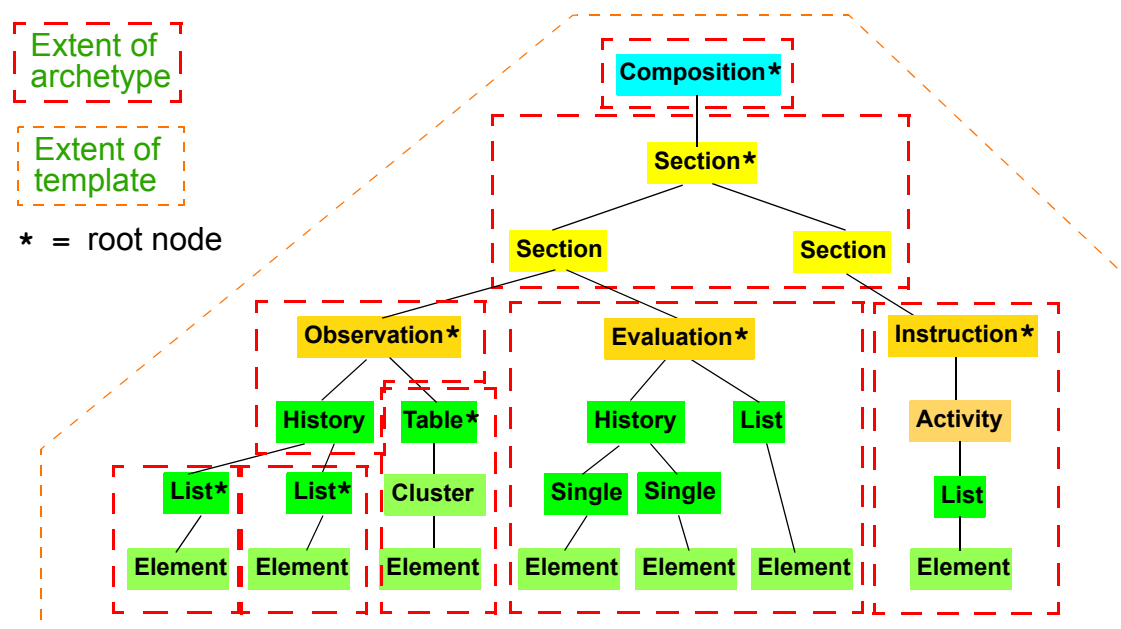 Extent of
archetype
Extent of
template
* = root node
Composition*
Section*
Section
Section
Observation*
Evaluation*
Instruction*
History
Table*
History
List
Activity
List*
List*
Cluster
Single
Single
List
Element
Element
Element
Element
Element
Element
Element